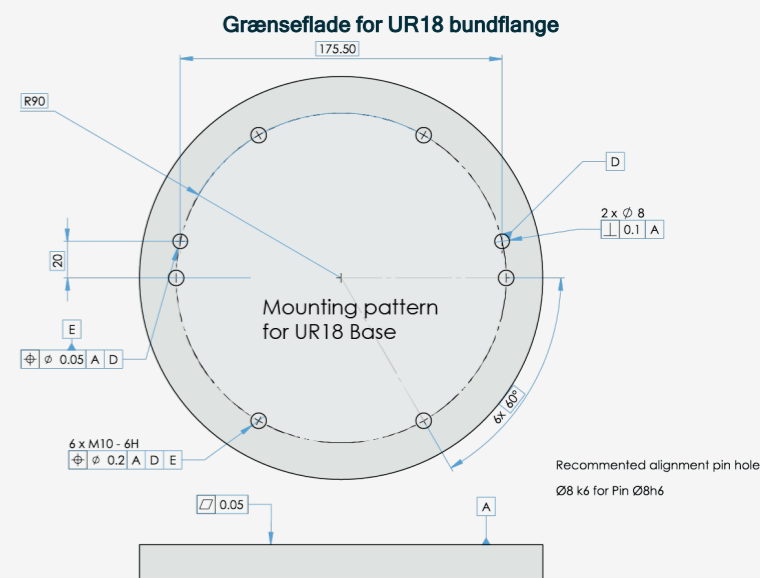 Grænseflade for UR18 bundflange
175.50
R90
D
2 x Ø 8
⊥ 0.1 A
20
Mounting pattern
for UR18 Base
E
⌖ Ø 0.05 A D
6x 60°
6 x M10 - 6H
⌖ Ø 0.2 A D E
Recommented alignment pin hole
Ø8 k6 for Pin Ø8h6
⏥ 0.05
A